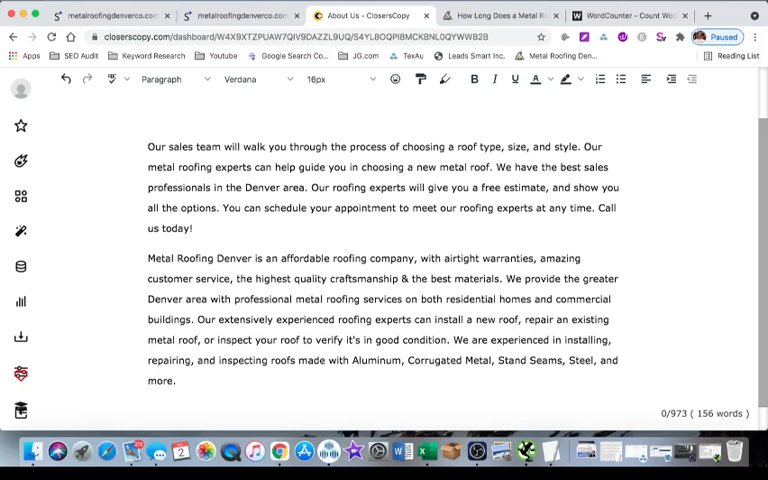 metalroofingdenverco.com
metalroofingdenverco.com
About Us - ClosersCopy
How Long Does a Metal R
WordCounter - Count Wo
closerscopy.com/dashboard/W4X9XTZPUAW7QIV9DAZZL9UQ/S4YL8OQPI8MCKBNL0QYWWB2B
Paused
Apps
SEO Audit
Keyword Research
Youtube
Google Search Co...
JG.com
TexAu
Leads Smart Inc.
Metal Roofing Den...
Reading List
Paragraph
Verdana
16px
B
I
U
A
Our sales team will walk you through the process of choosing a roof type, size, and style. Our
metal roofing experts can help guide you in choosing a new metal roof. We have the best sales
professionals in the Denver area. Our roofing experts will give you a free estimate, and show you
all the options. You can schedule your appointment to meet our roofing experts at any time. Call
us today!
Metal Roofing Denver is an affordable roofing company, with airtight warranties, amazing
customer service, the highest quality craftsmanship & the best materials. We provide the greater
Denver area with professional metal roofing services on both residential homes and commercial
buildings. Our extensively experienced roofing experts can install a new roof, repair an existing
metal roof, or inspect your roof to verify it's in good condition. We are experienced in installing,
repairing, and inspecting roofs made with Aluminum, Corrugated Metal, Stand Seams, Steel, and
more.
0/973 ( 156 words )